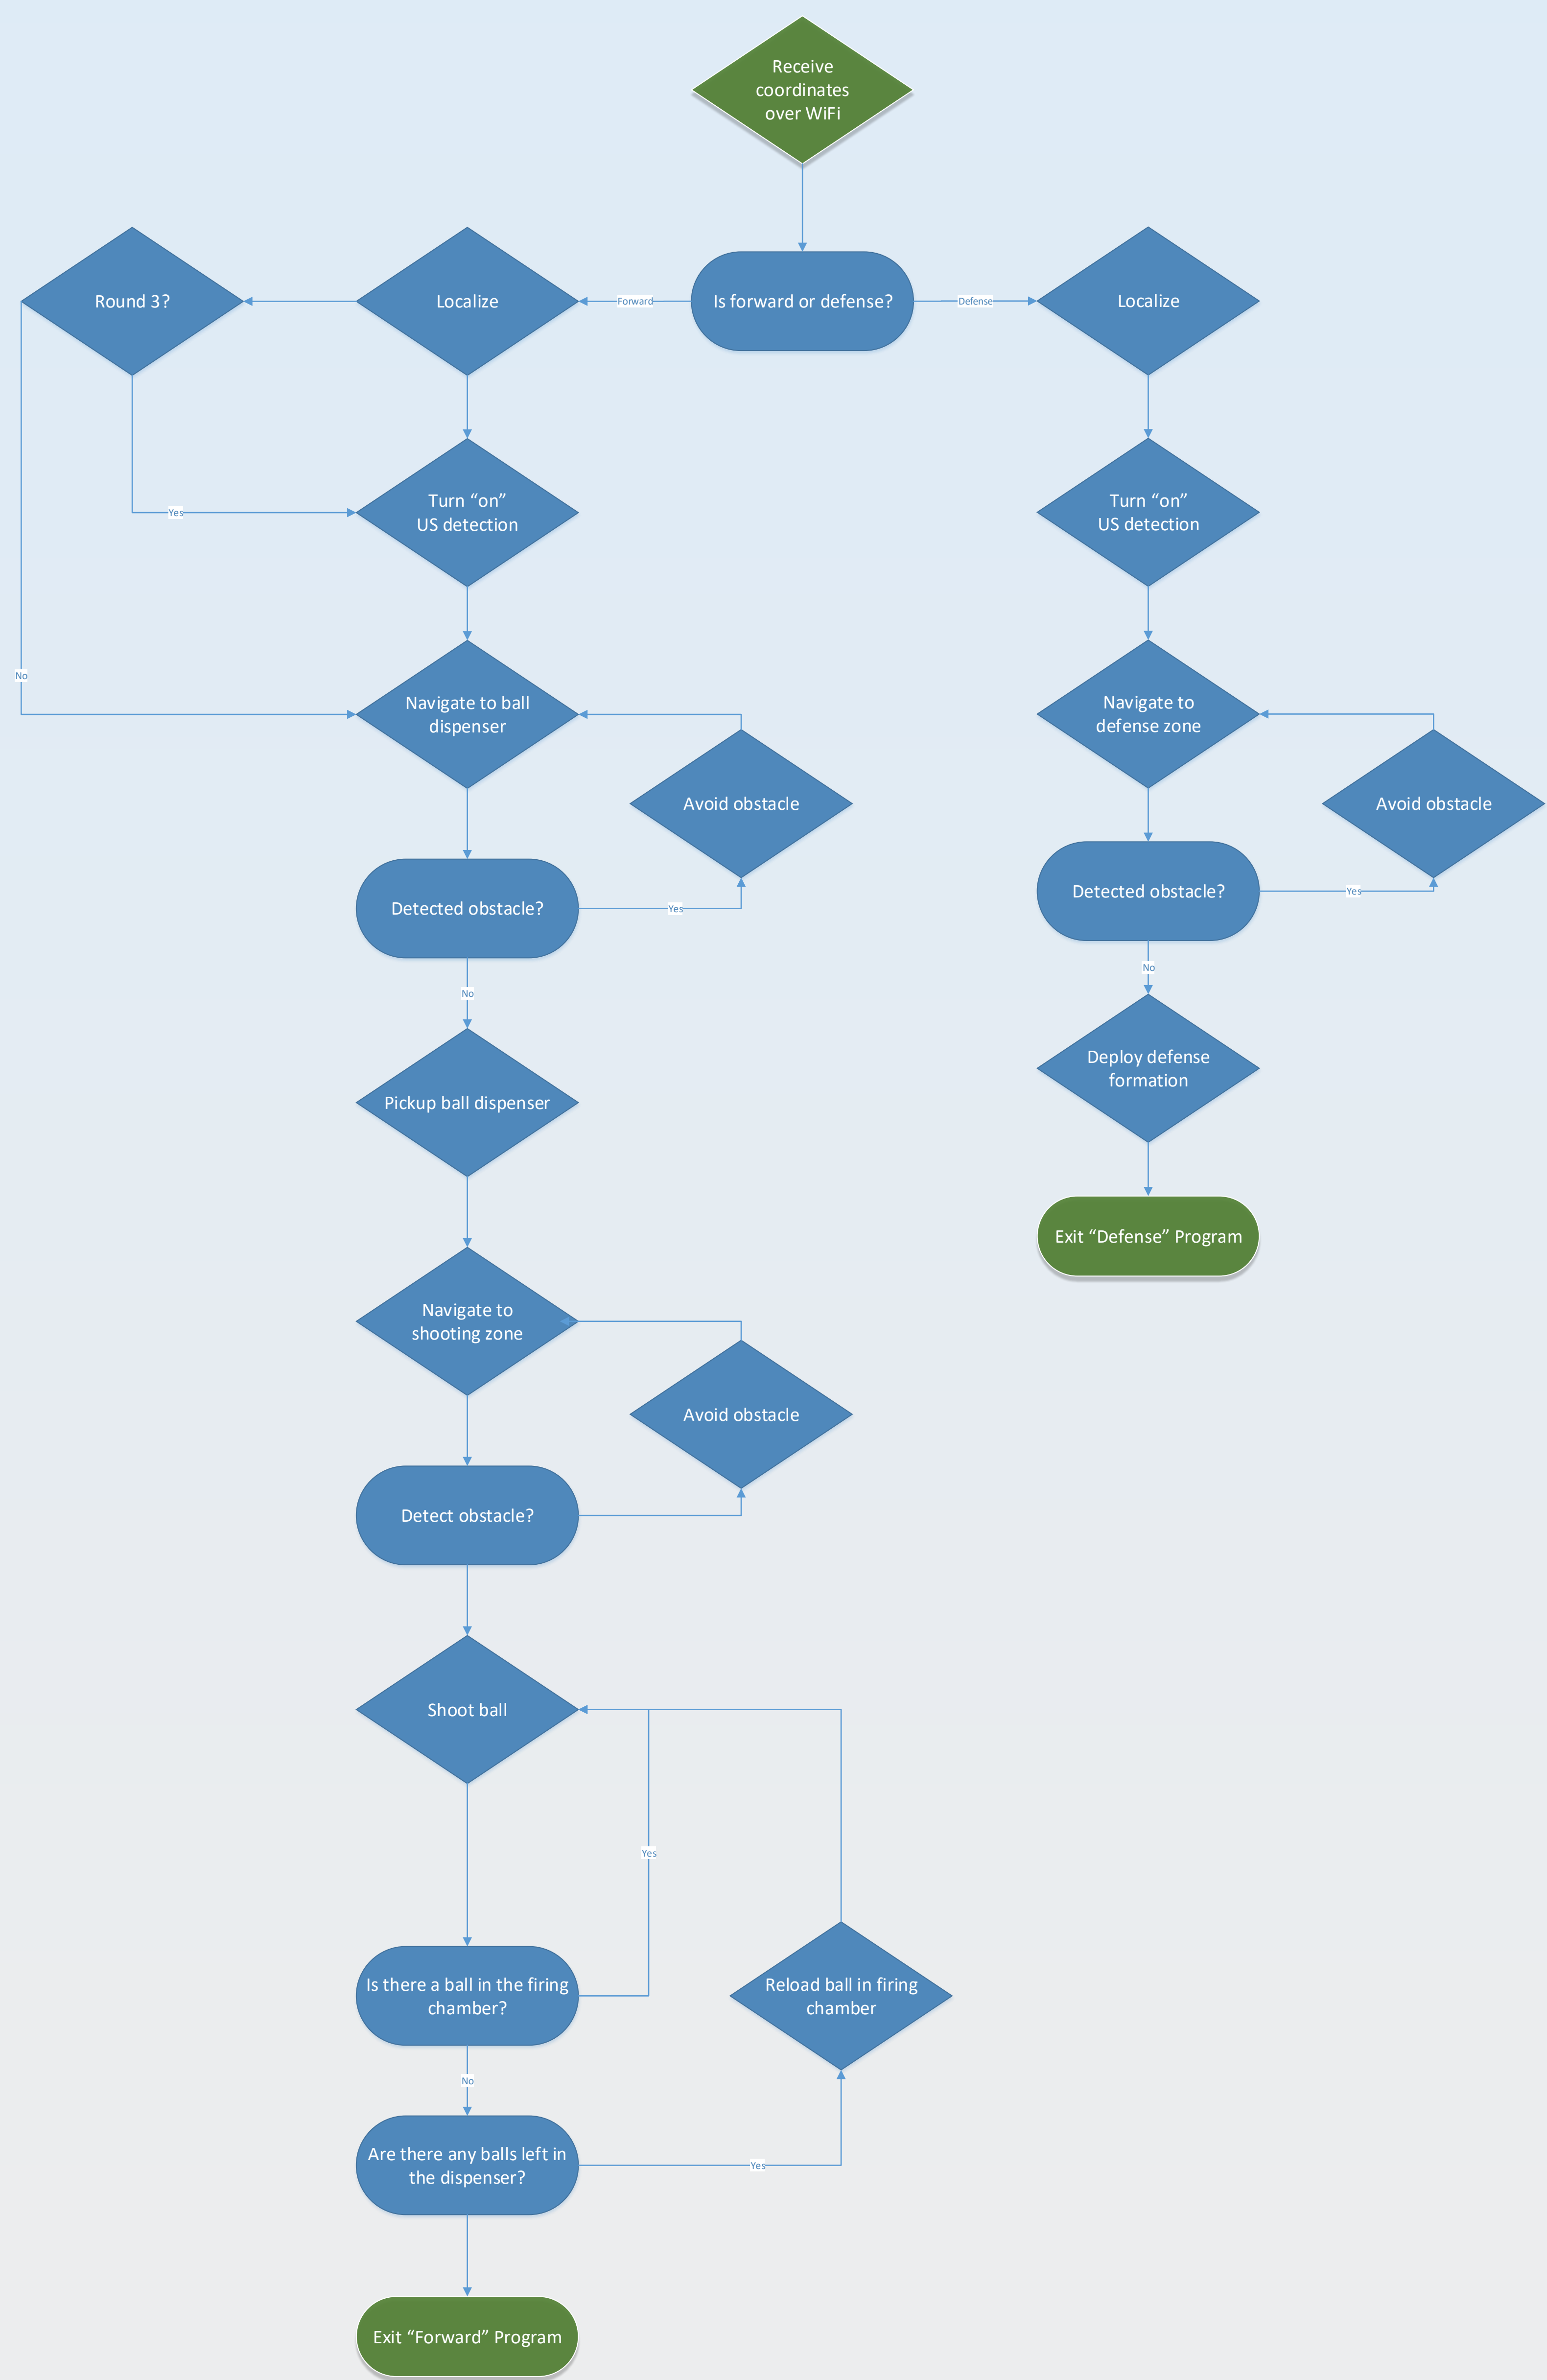 Receive
coordinates
over WiFi
Round 3?
Localize
Forward
Is forward or defense?
Defense
Localize
Turn “on”
US detection
Turn “on”
US detection
Yes
No
Navigate to ball
dispenser
Navigate to
defense zone
Avoid obstacle
Avoid obstacle
Detected obstacle?
Yes
Detected obstacle?
Yes
No
No
Deploy defense
formation
Pickup ball dispenser
Exit “Defense” Program
Navigate to
shooting zone
Avoid obstacle
Detect obstacle?
Shoot ball
Yes
Is there a ball in the firing
chamber?
Reload ball in firing
chamber
No
Are there any balls left in
the dispenser?
Yes
Exit “Forward” Program